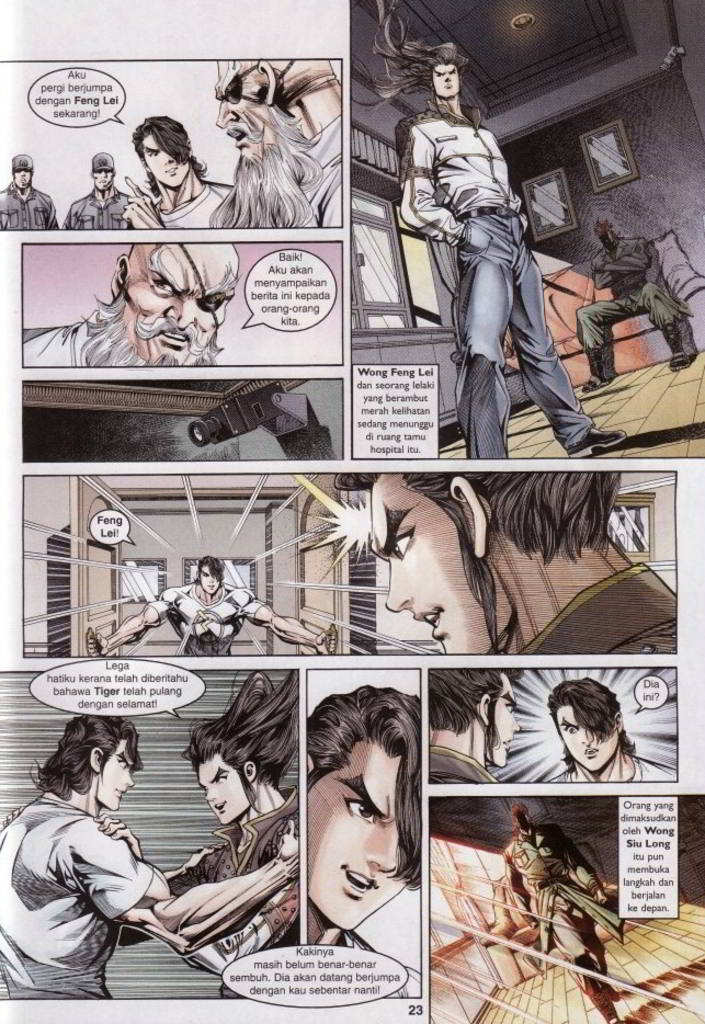 Aku
pergi berjumpa
dengan Feng Lei
sekarang!
Baik!
Aku akan
menyampaikan
berita ini kepada
orang-orang
kita.
Wong Feng Lei
dan seorang lelaki
yang berambut
merah kelihatan
sedang menunggu
di ruang tamu
hospital itu.
Feng
Lei!
Lega
hatiku kerana telah diberitahu
bahawa Tiger telah pulang
dengan selamat!
Kakinya
masih belum benar-benar
sembuh. Dia akan datang berjumpa
dengan kau sebentar nanti!
Dia
ini?
Orang yang
dimaksudkan
oleh Wong
Siu Long
itu pun
membuka
langkah dan
berjalan
ke depan.
23